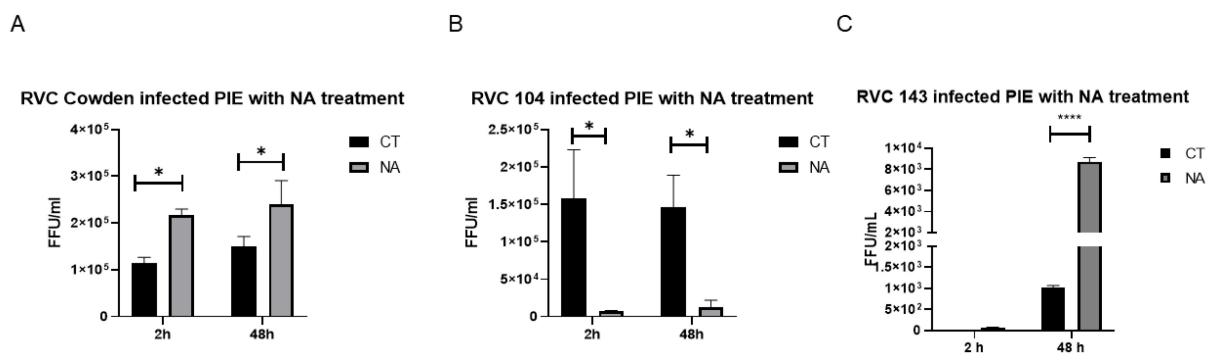 A
B
C
RVC Cowden infected PIE with NA treatment
4×10⁵
3×10⁵
2×10⁵
1×10⁵
0
FFU/ml
*
*
2h
48h
CT
NA
RVC 104 infected PIE with NA treatment
2.5×10⁵
2×10⁵
1.5×10⁵
1×10⁵
5×10⁴
0
FFU/ml
*
*
2h
48h
CT
NA
RVC 143 infected PIE with NA treatment
1×10⁴
8×10³
6×10³
4×10³
2×10³
1.5×10³
1×10³
5×10²
0
FFU/mL
****
2 h
48 h
CT
NA